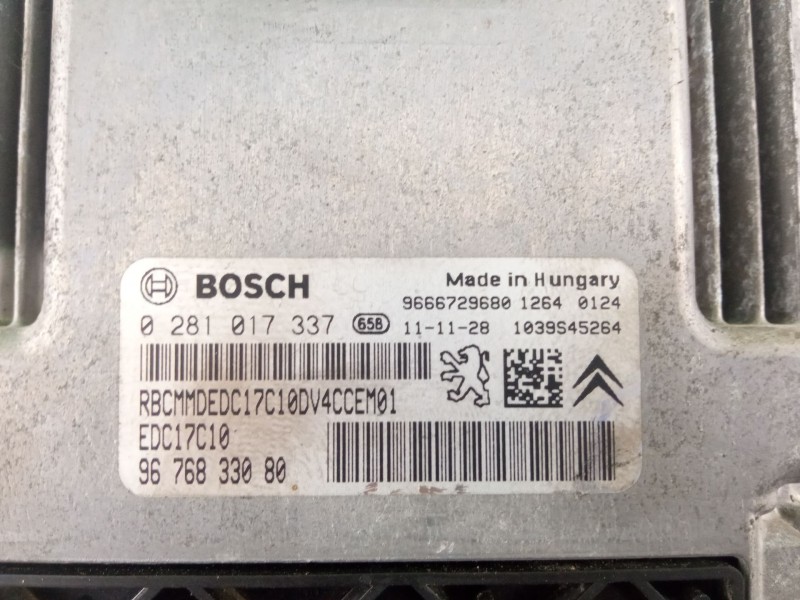 BOSCH
Made in Hungary
9666729680 1264 0124
0 281 017 337 658 11-11-28 1039S45264
RBCMMDEDC17C10DV4CCEM01
EDC17C10
96 768 330 80